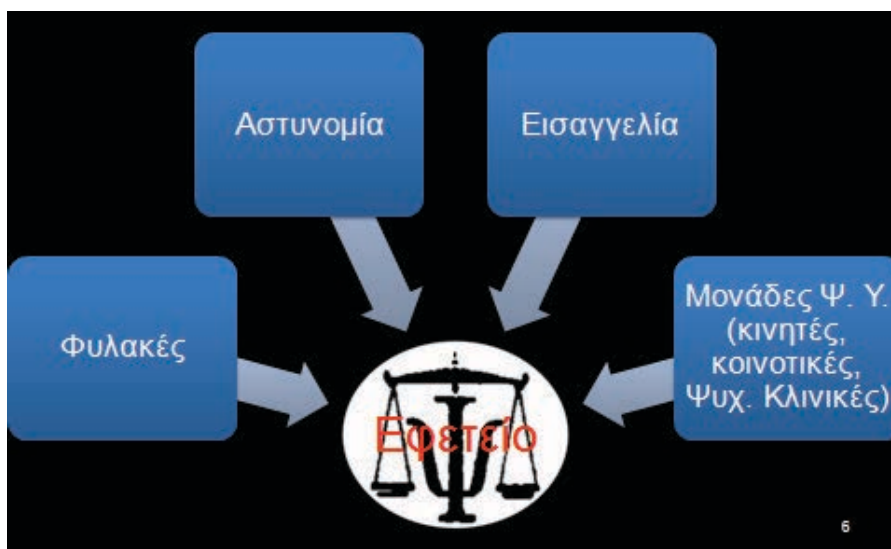 Αστυνομία
Εισαγγελία
Φυλακές
Μονάδες Ψ. Υ.
(κινητές,
κοινοτικές,
Ψυχ. Κλινικές)
Εφετείο
6